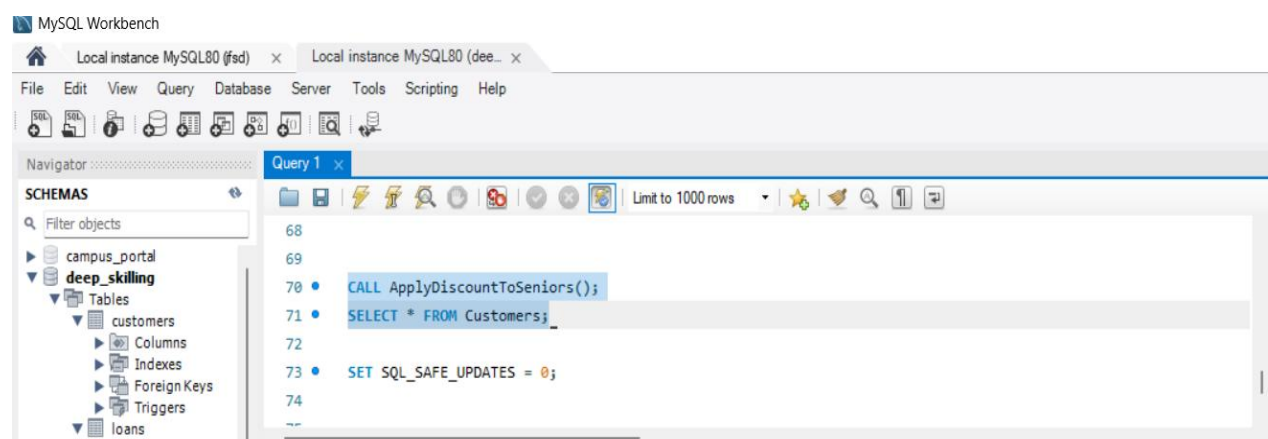 MySQL Workbench
Local instance MySQL80 (fsd) × Local instance MySQL80 (dee... ×
File Edit View Query Database Server Tools Scripting Help
Navigator
Query 1 ×
SCHEMAS
Limit to 1000 rows
Filter objects
campus_portal
deep_skilling
Tables
customers
Columns
Indexes
Foreign Keys
Triggers
loans
68
69
70 CALL ApplyDiscountToSeniors();
71 SELECT * FROM Customers;
72
73 SET SQL_SAFE_UPDATES = 0;
74